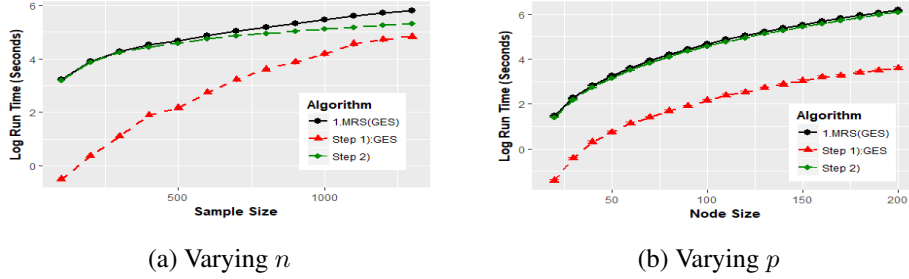 Log Run Time (Seconds)
6
4
2
0
500
1000
Sample Size
Algorithm
1.MRS(GES)
Step 1):GES
Step 2)
(a) Varying n
Log Run Time (Seconds)
6
4
2
0
50
100
150
200
Node Size
Algorithm
1.MRS(GES)
Step 1):GES
Step 2)
(b) Varying p